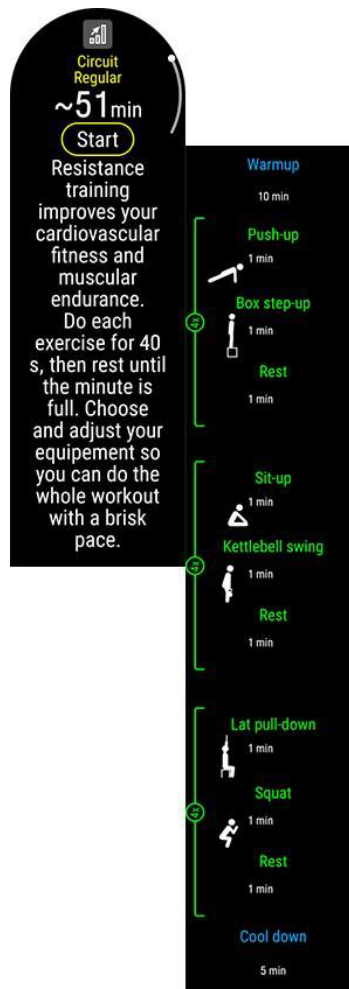 Circuit
Regular
~51min
Start
Resistance
training
improves your
cardiovascular
fitness and
muscular
endurance.
Do each
exercise for 40
s, then rest until
the minute is
full. Choose
and adjust your
equipement so
you can do the
whole workout
with a brisk
pace.
Warmup
10 min
Push-up
1 min
Box step-up
4x
1 min
Rest
1 min
Sit-up
1 min
Kettlebell swing
4x
1 min
Rest
1 min
Lat pull-down
1 min
Squat
4x
1 min
Rest
1 min
Cool down
5 min